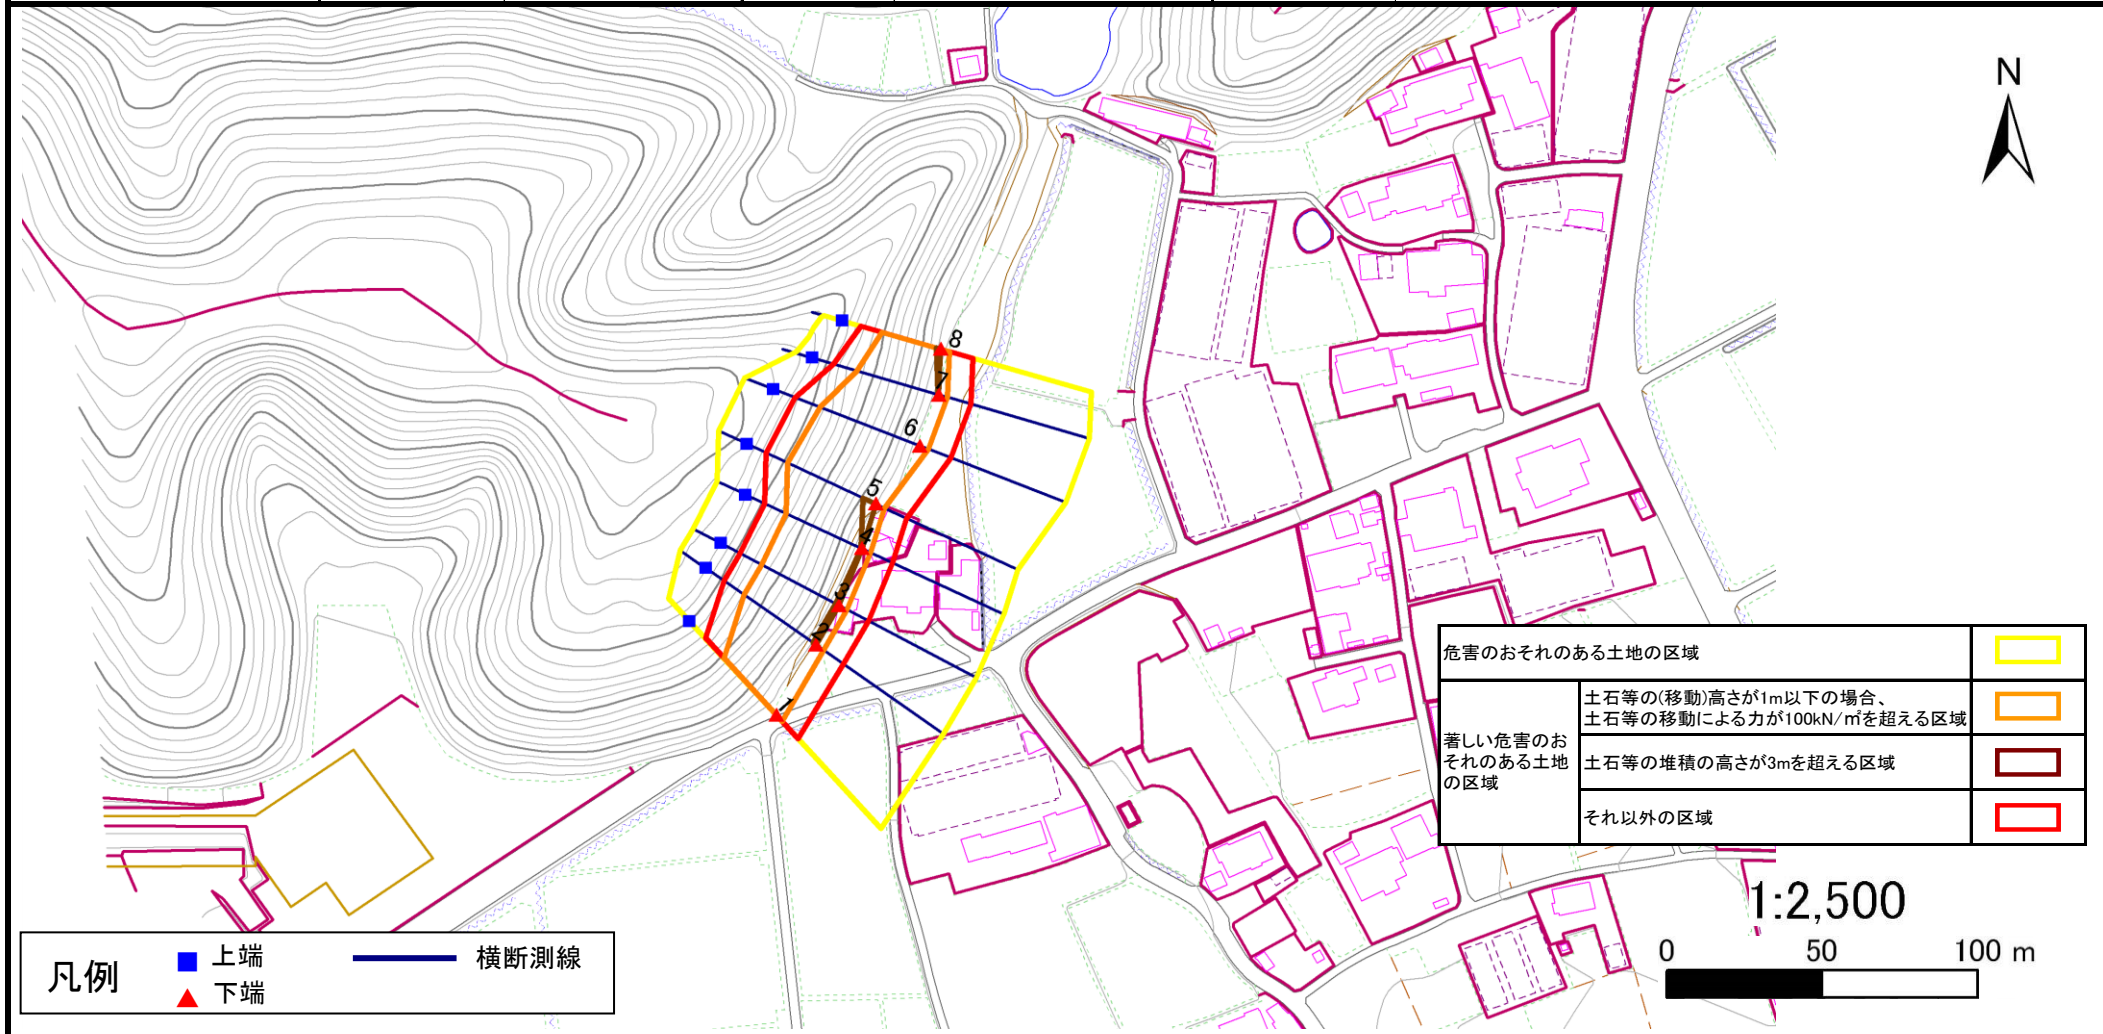 N
8
7
6
5
4
3
2
1
危害のおそれのある土地の区域
著しい危害のお
それのある土地
の区域
土石等の(移動)高さが1m以下の場合、
土石等の移動による力が100kN/㎡を超える区域
土石等の堆積の高さが3mを超える区域
それ以外の区域
1:2,500
0 50 100 m
凡例
上端
横断測線
下端